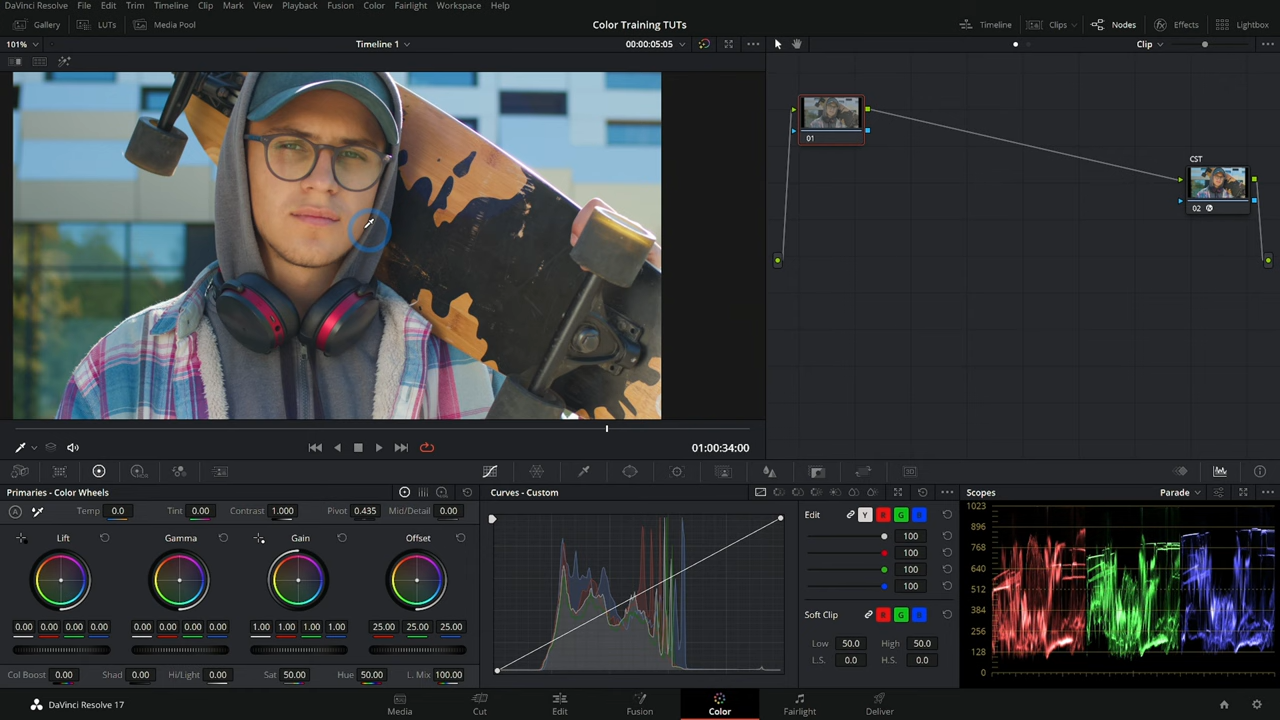 DaVinci Resolve File Edit Trim Timeline Clip Mark View Playback Fusion Color Fairlight Workspace Help
Gallery LUTs Media Pool Color Training TUTs Timeline Clips Nodes Effects Lightbox
101% Timeline 1 00:00:05:05 Clip
01
CST
02
01:00:34:00
Primaries - Color Wheels Curves - Custom Scopes Parade
A Temp 0.0 Tint 0.00 Contrast 1.000 Pivot 0.435 Mid/Detail 0.00
Lift Gamma Gain Offset
0.00 0.00 0.00 0.00 0.00 0.00 0.00 0.00 1.00 1.00 1.00 1.00 25.00 25.00 25.00
Col Boost 0.00 Shad 0.00 Hi/Light 0.00 Sat 50.00 Hue 50.00 L. Mix 100.00
Edit Y R G B
100
100
100
100
Soft Clip R G B
Low 50.0 High 50.0
L.S. 0.0 H.S. 0.0
1023
896
768
640
512
384
256
128
0
DaVinci Resolve 17 Media Cut Edit Fusion Color Fairlight Deliver